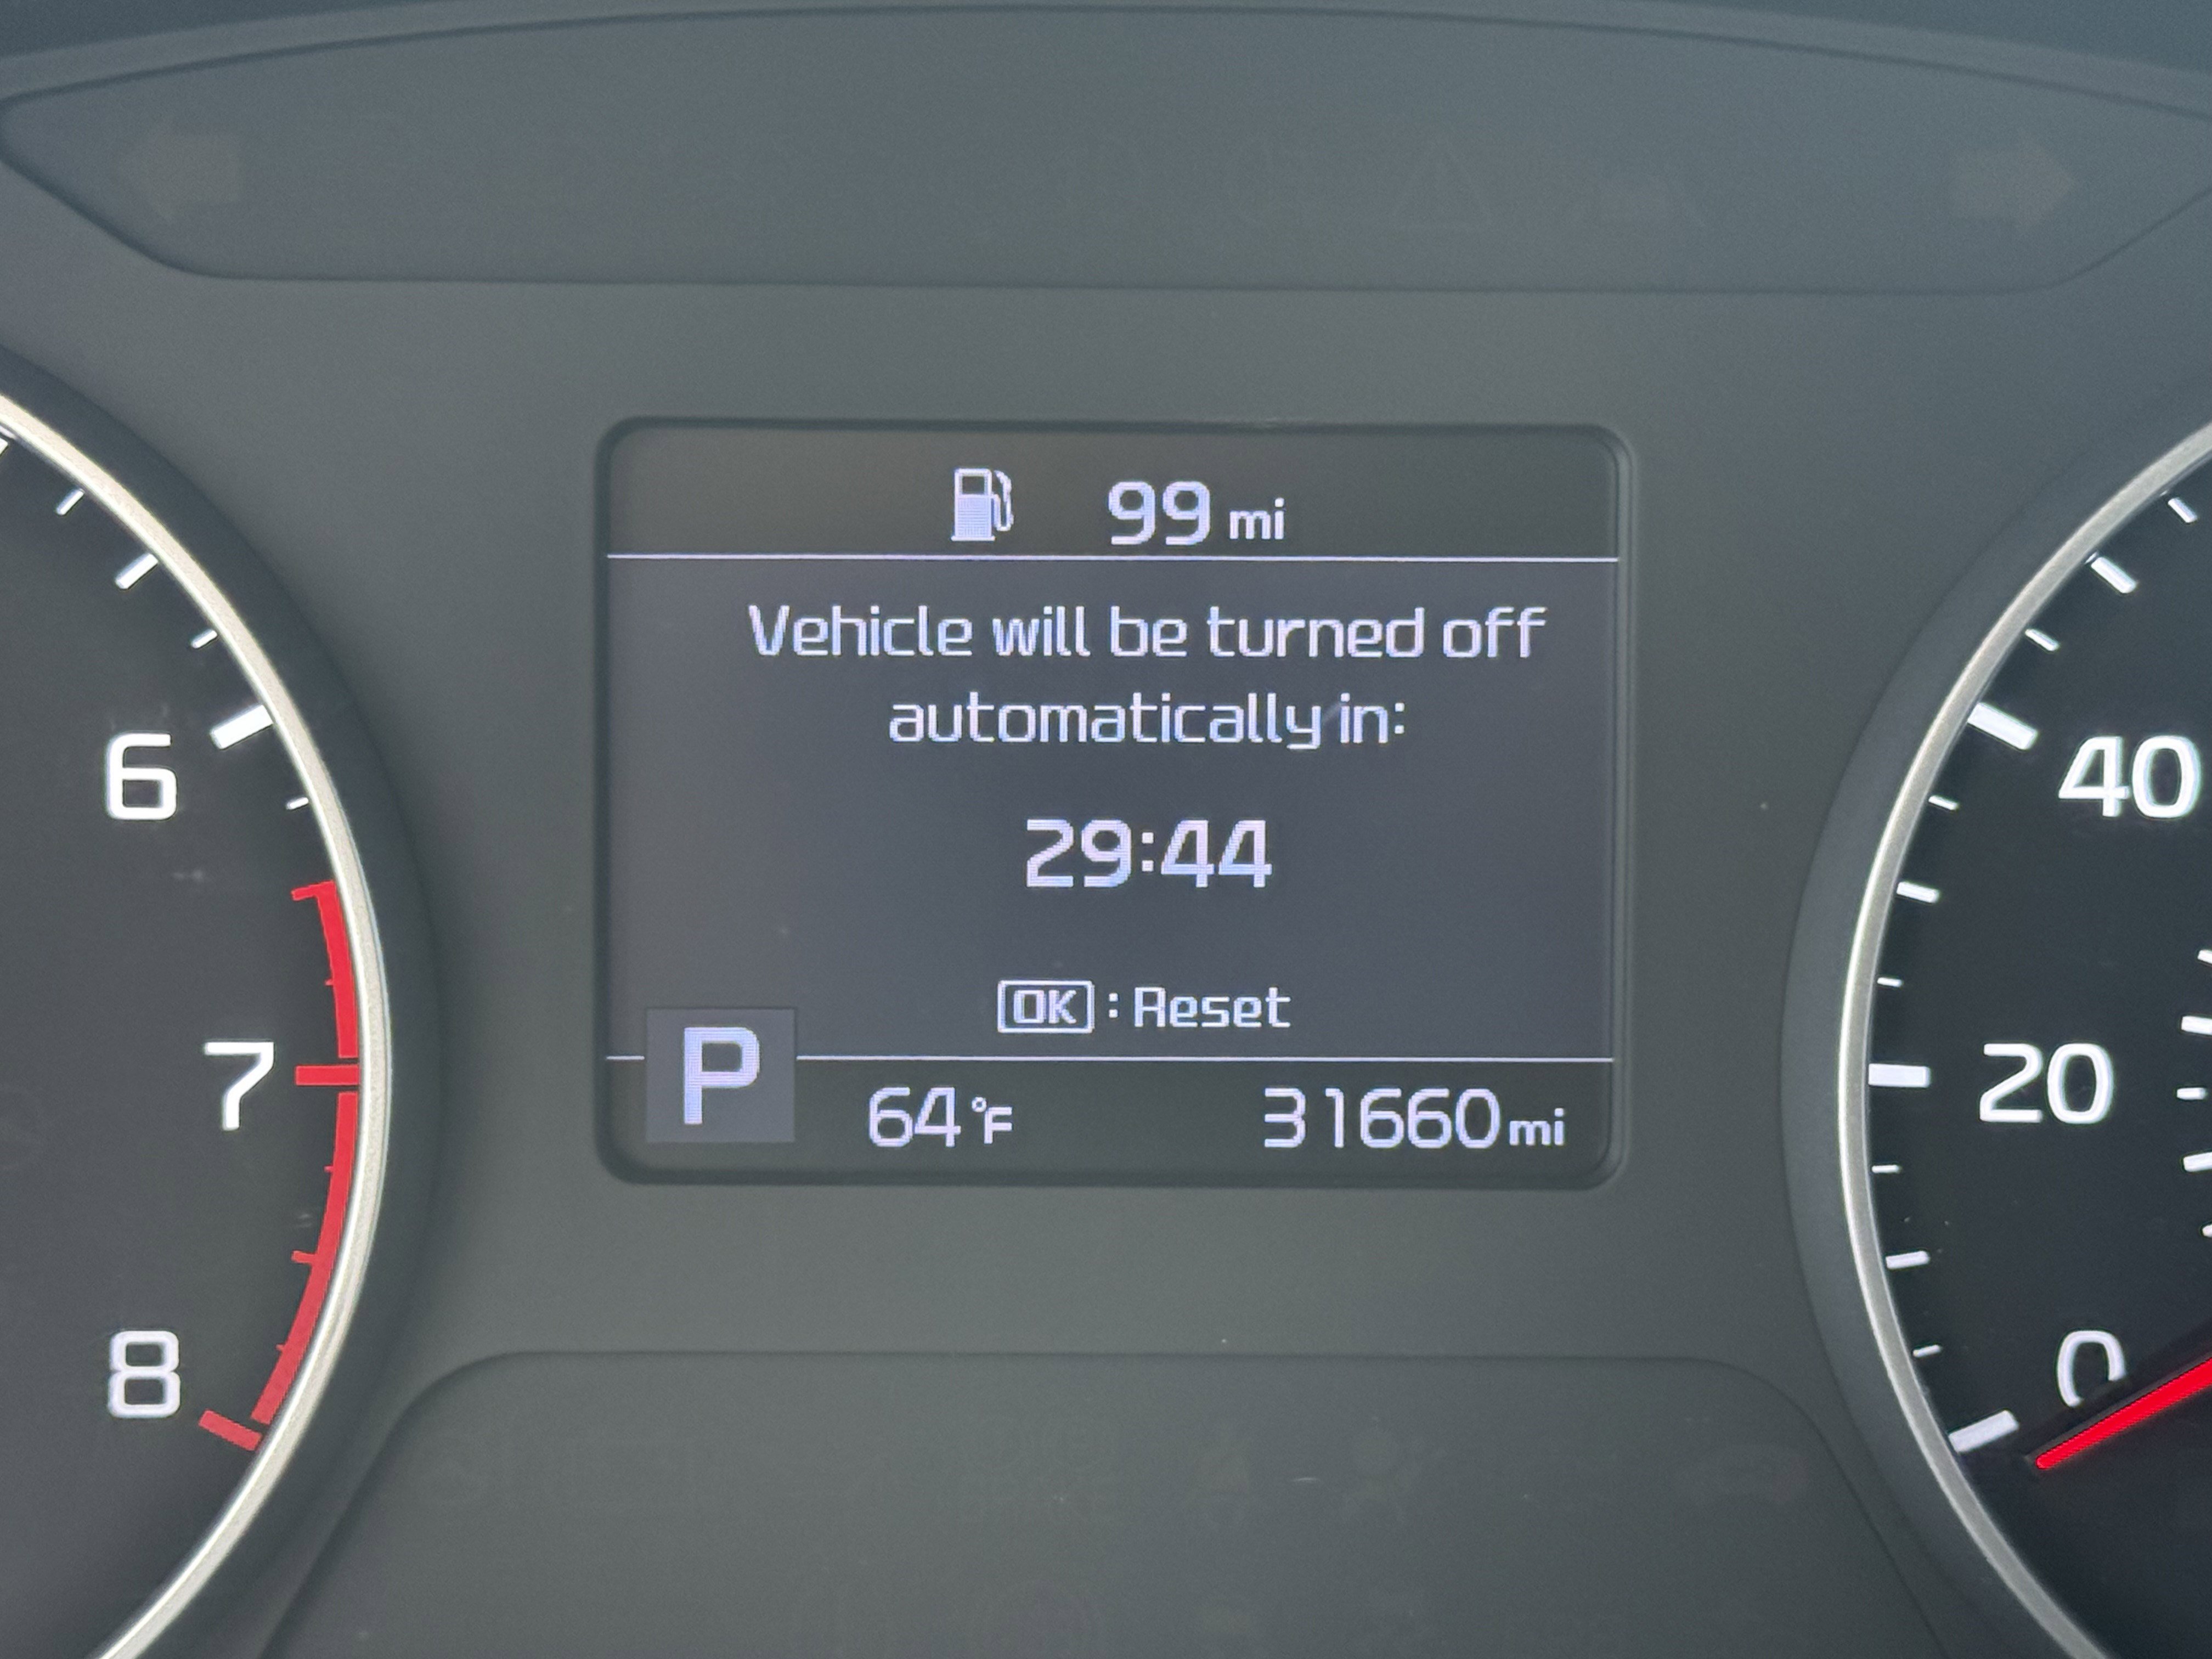 99 mi
Vehicle will be turned off
automatically in:
29:44
OK : Reset
P
64°F 31660 mi
6
7
8
40
20
0